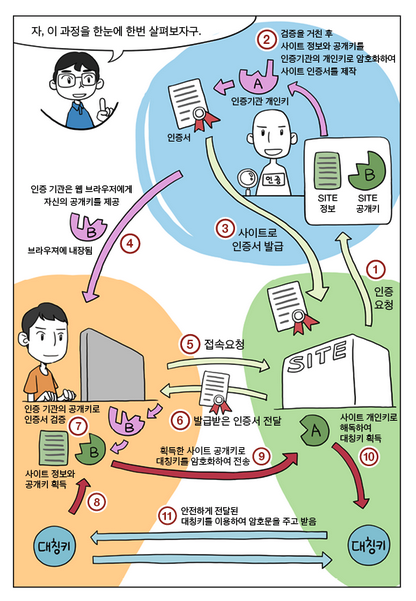 자, 이 과정을 한눈에 한번 살펴보자구.
②
검증을 거친 후
사이트 정보와 공개키를
인증기관의 개인키로 암호화하여
사이트 인증서를 제작
A
인증기관 개인키
인증서
인증
B
SITE
정보
SITE
공개키
인증 기관은 웹 브라우저에게
자신의 공개키를 제공
B
브라우져에 내장됨
④
③
사이트로
인증서 발급
①
인증
요청
⑤
접속요청
SITE
⑥
발급받은 인증서 전달
인증 기관의 공개키로
인증서 검증
⑦
B
B
사이트 정보와
공개키 획득
획득한 사이트 공개키로
대칭키를 암호화하여 전송
⑨
A
사이트 개인키로
해독하여
대칭키 획득
⑩
⑧
⑪
안전하게 전달된
대칭키를 이용하여 암호문을 주고 받음
대칭키
대칭키